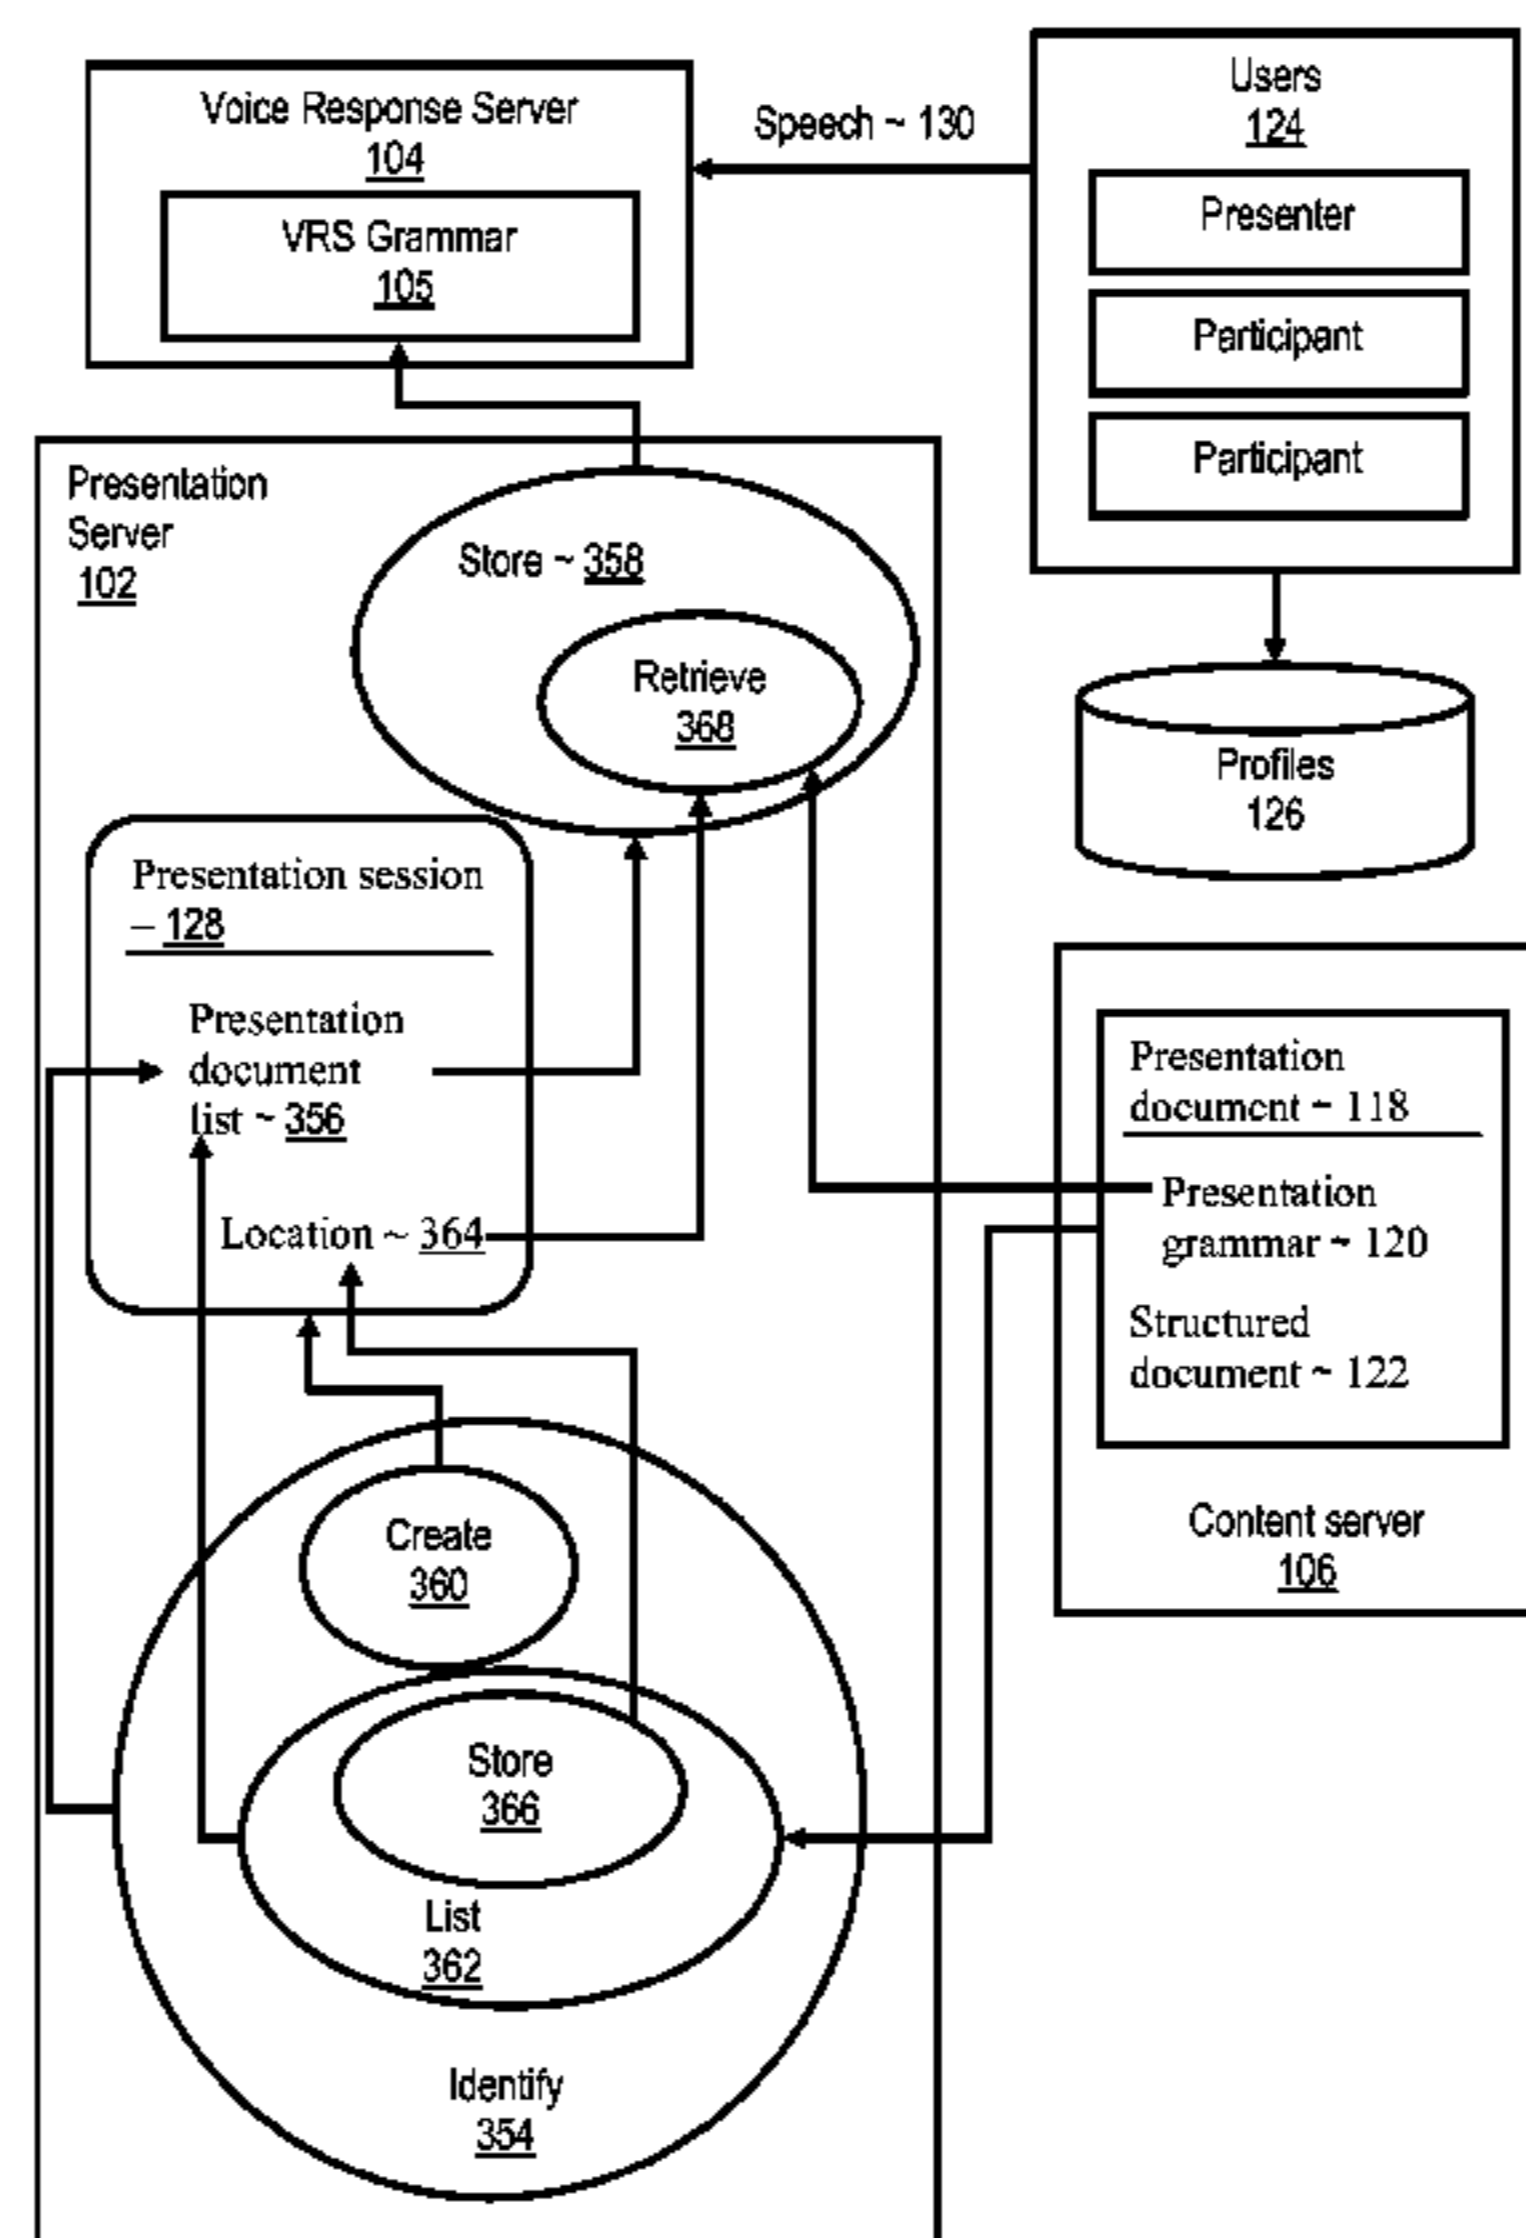 Voice Response Server
104
VRS Grammar
105
Speech ~ 130
Users
124
Presenter
Participant
Participant
Profiles
126
Presentation
Server
102
Store ~ 358
Retrieve
368
Presentation session
– 128
Presentation
document
list ~ 356
Location ~ 364
Presentation
document ~ 118
Presentation
grammar ~ 120
Structured
document ~ 122
Content server
106
Create
360
Store
366
List
362
Identify
354